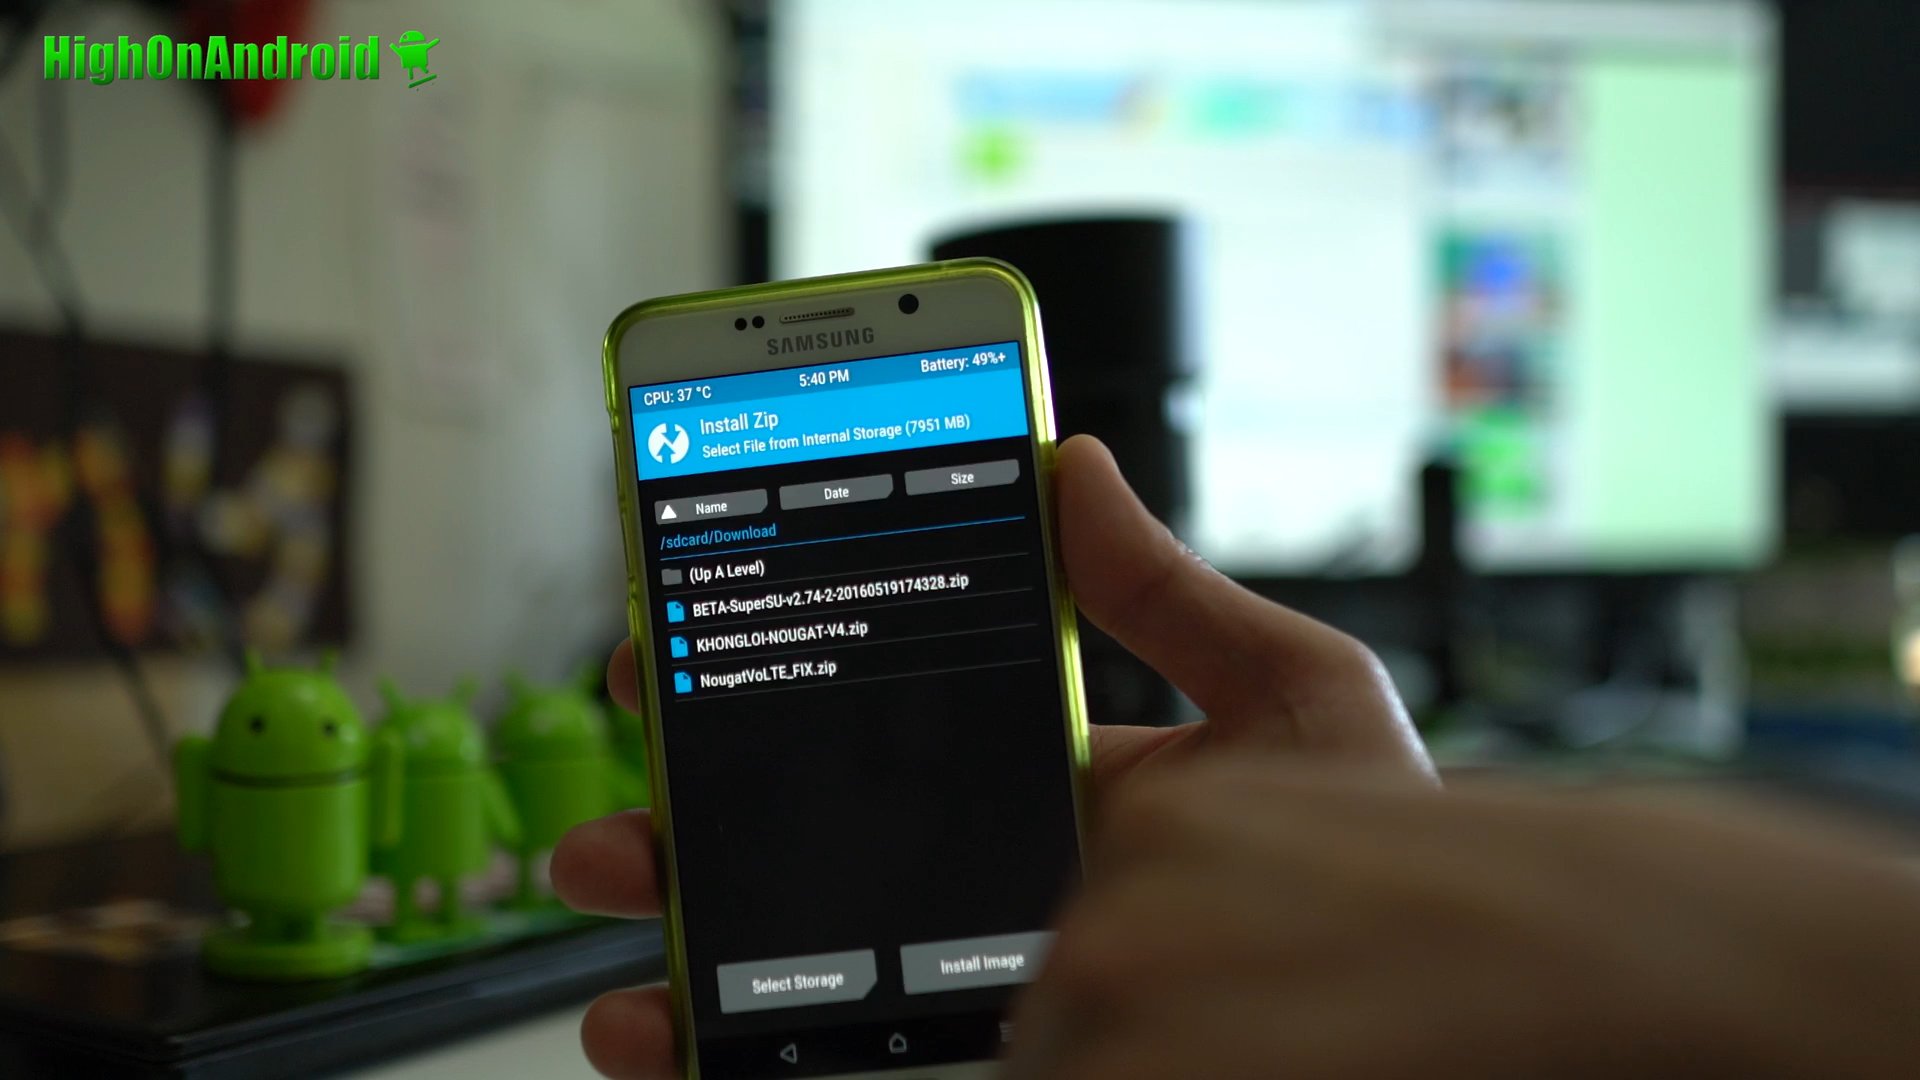 HighOnAndroid
SAMSUNG
CPU: 37 °C
5:40 PM
Battery: 49%+
Install Zip
Select File from Internal Storage (7951 MB)
Name
Date
Size
/sdcard/Download
(Up A Level)
BETA-SuperSU-v2.74-2-20160519174328.zip
KHONGLOI-NOUGAT-V4.zip
NougatVoLTE_FIX.zip
Select Storage
Install Image